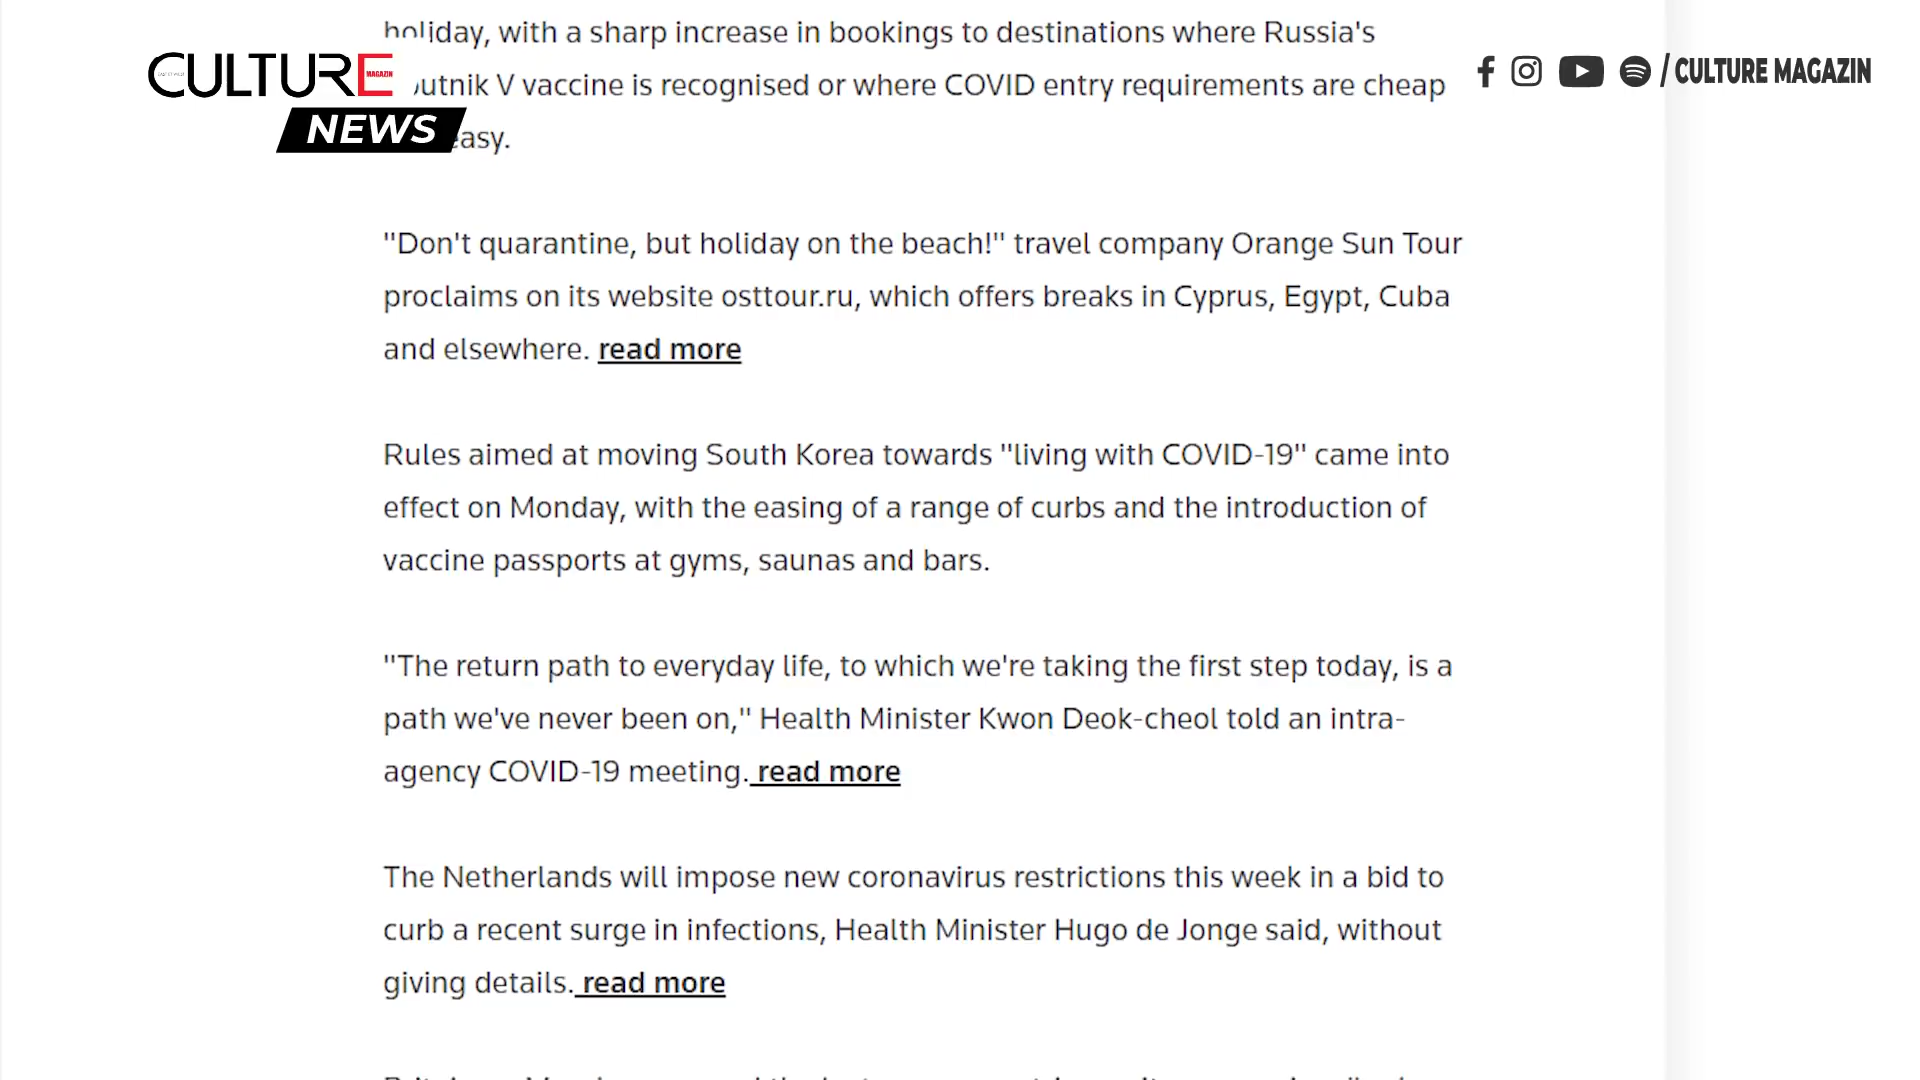 holiday, with a sharp increase in bookings to destinations where Russia's
CULTURE
MAGAZIN
V vaccine is recognised or where COVID entry requirements are cheap
/ CULTURE MAGAZIN
NEWS
easy.
"Don't quarantine, but holiday on the beach!" travel company Orange Sun Tour
proclaims on its website osttour.ru, which offers breaks in Cyprus, Egypt, Cuba
and elsewhere. read more
Rules aimed at moving South Korea towards "living with COVID-19" came into
effect on Monday, with the easing of a range of curbs and the introduction of
vaccine passports at gyms, saunas and bars.
"The return path to everyday life, to which we're taking the first step today, is a
path we've never been on," Health Minister Kwon Deok-cheol told an intra-
agency COVID-19 meeting. read more
The Netherlands will impose new coronavirus restrictions this week in a bid to
curb a recent surge in infections, Health Minister Hugo de Jonge said, without
giving details. read more